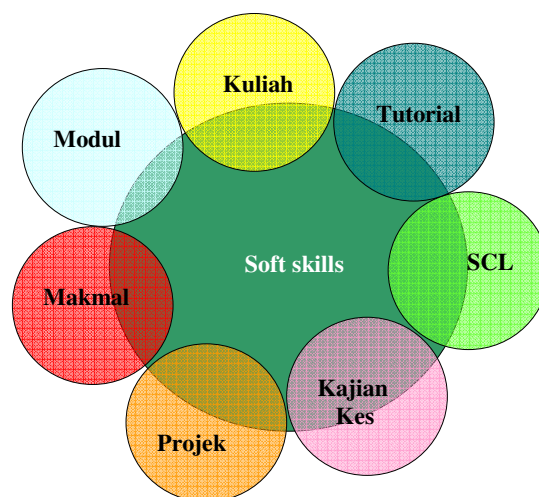 Kuliah
Tutorial
Modul
Soft skills
SCL
Makmal
Kajian
Kes
Projek